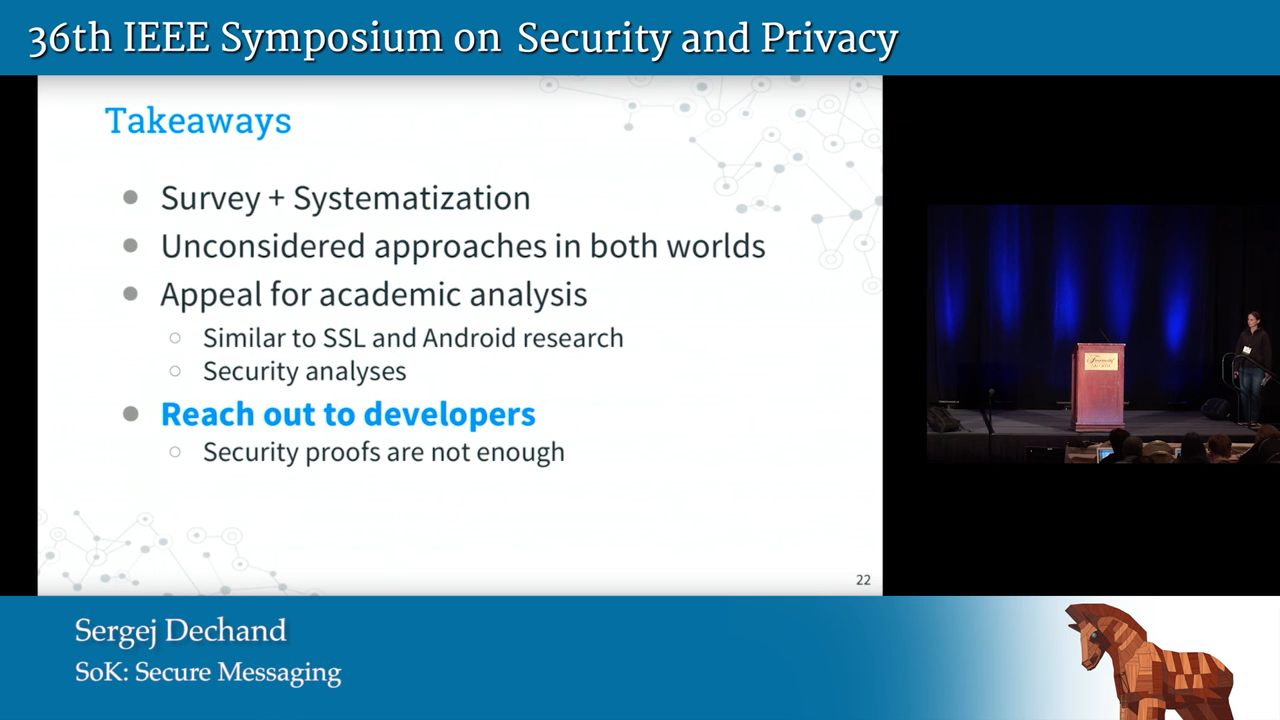 36th IEEE Symposium on Security and Privacy
Takeaways
Survey + Systematization
Unconsidered approaches in both worlds
Appeal for academic analysis
Similar to SSL and Android research
Security analyses
Reach out to developers
Security proofs are not enough
22
Sergej Dechand
SoK: Secure Messaging